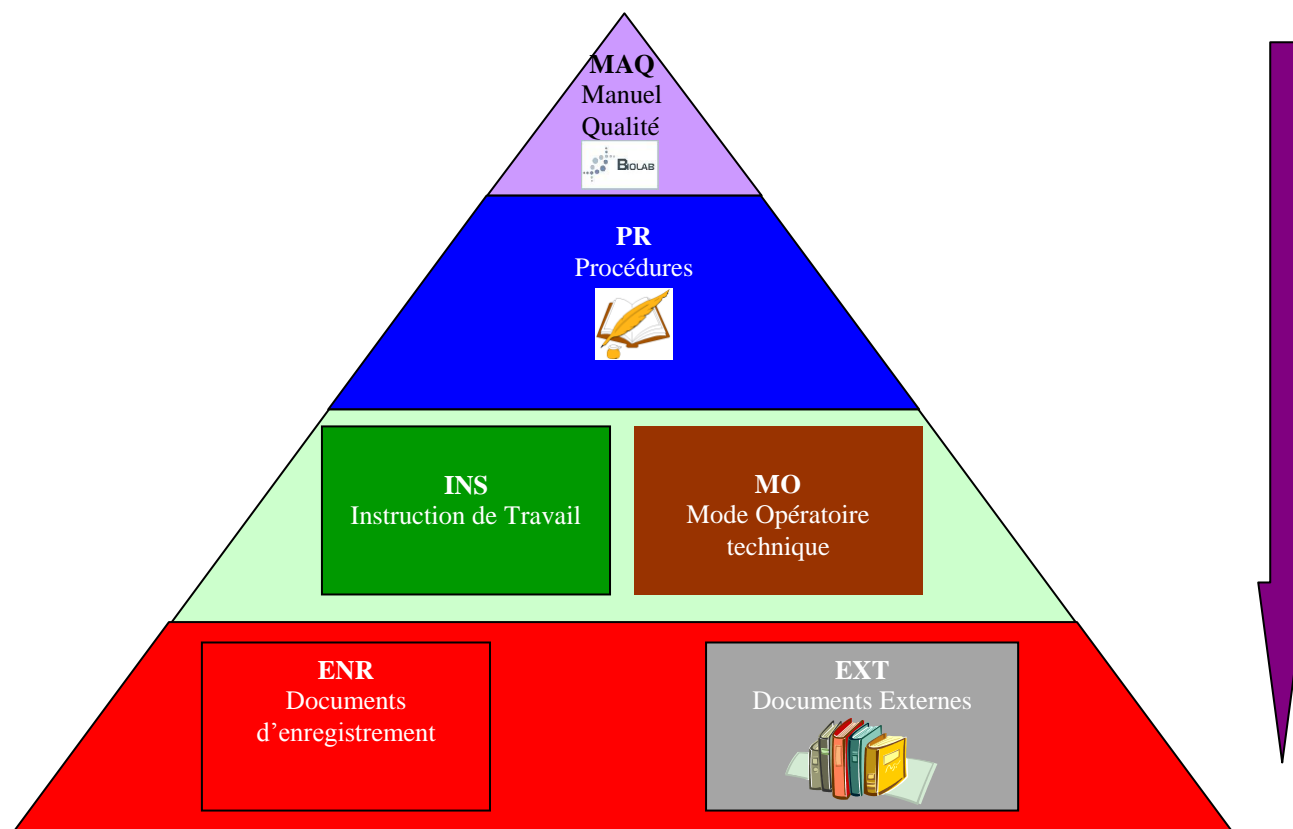 MAQ
Manuel
Qualité
BIOLAB
PR
Procédures
INS
Instruction de Travail
MO
Mode Opératoire
technique
ENR
Documents
d’enregistrement
EXT
Documents Externes